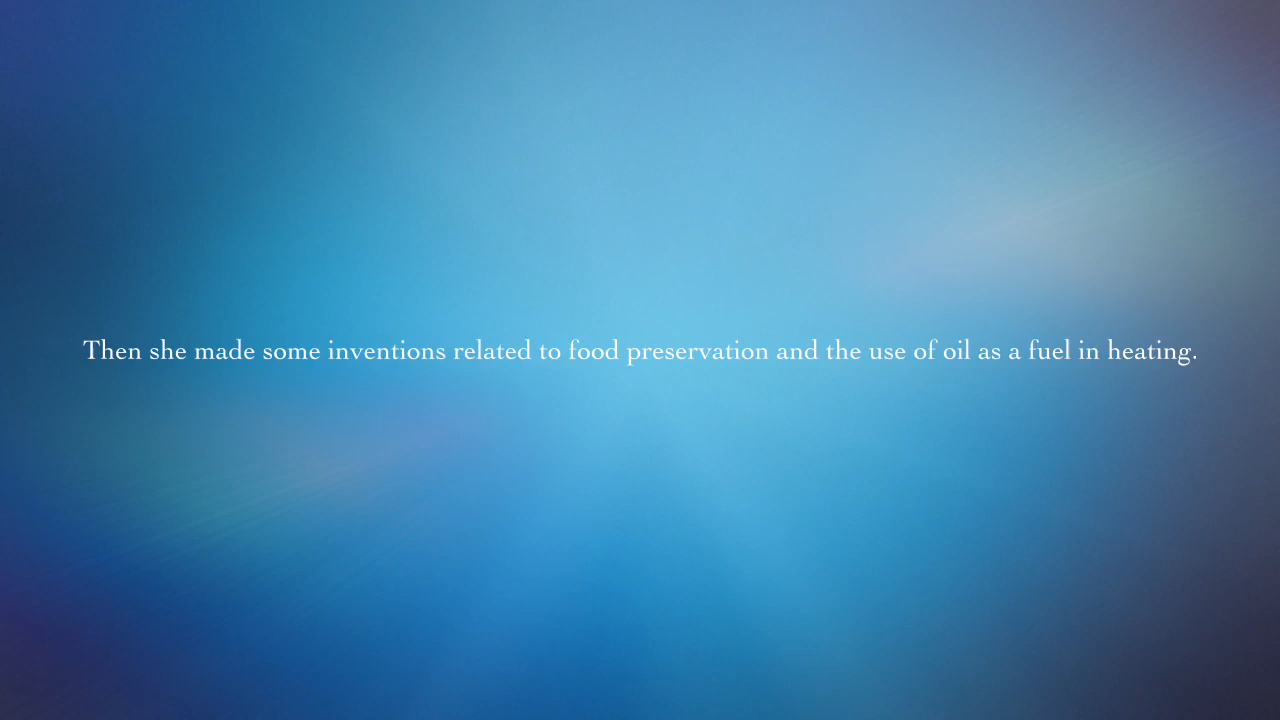 Then she made some inventions related to food preservation and the use of oil as a fuel in heating.